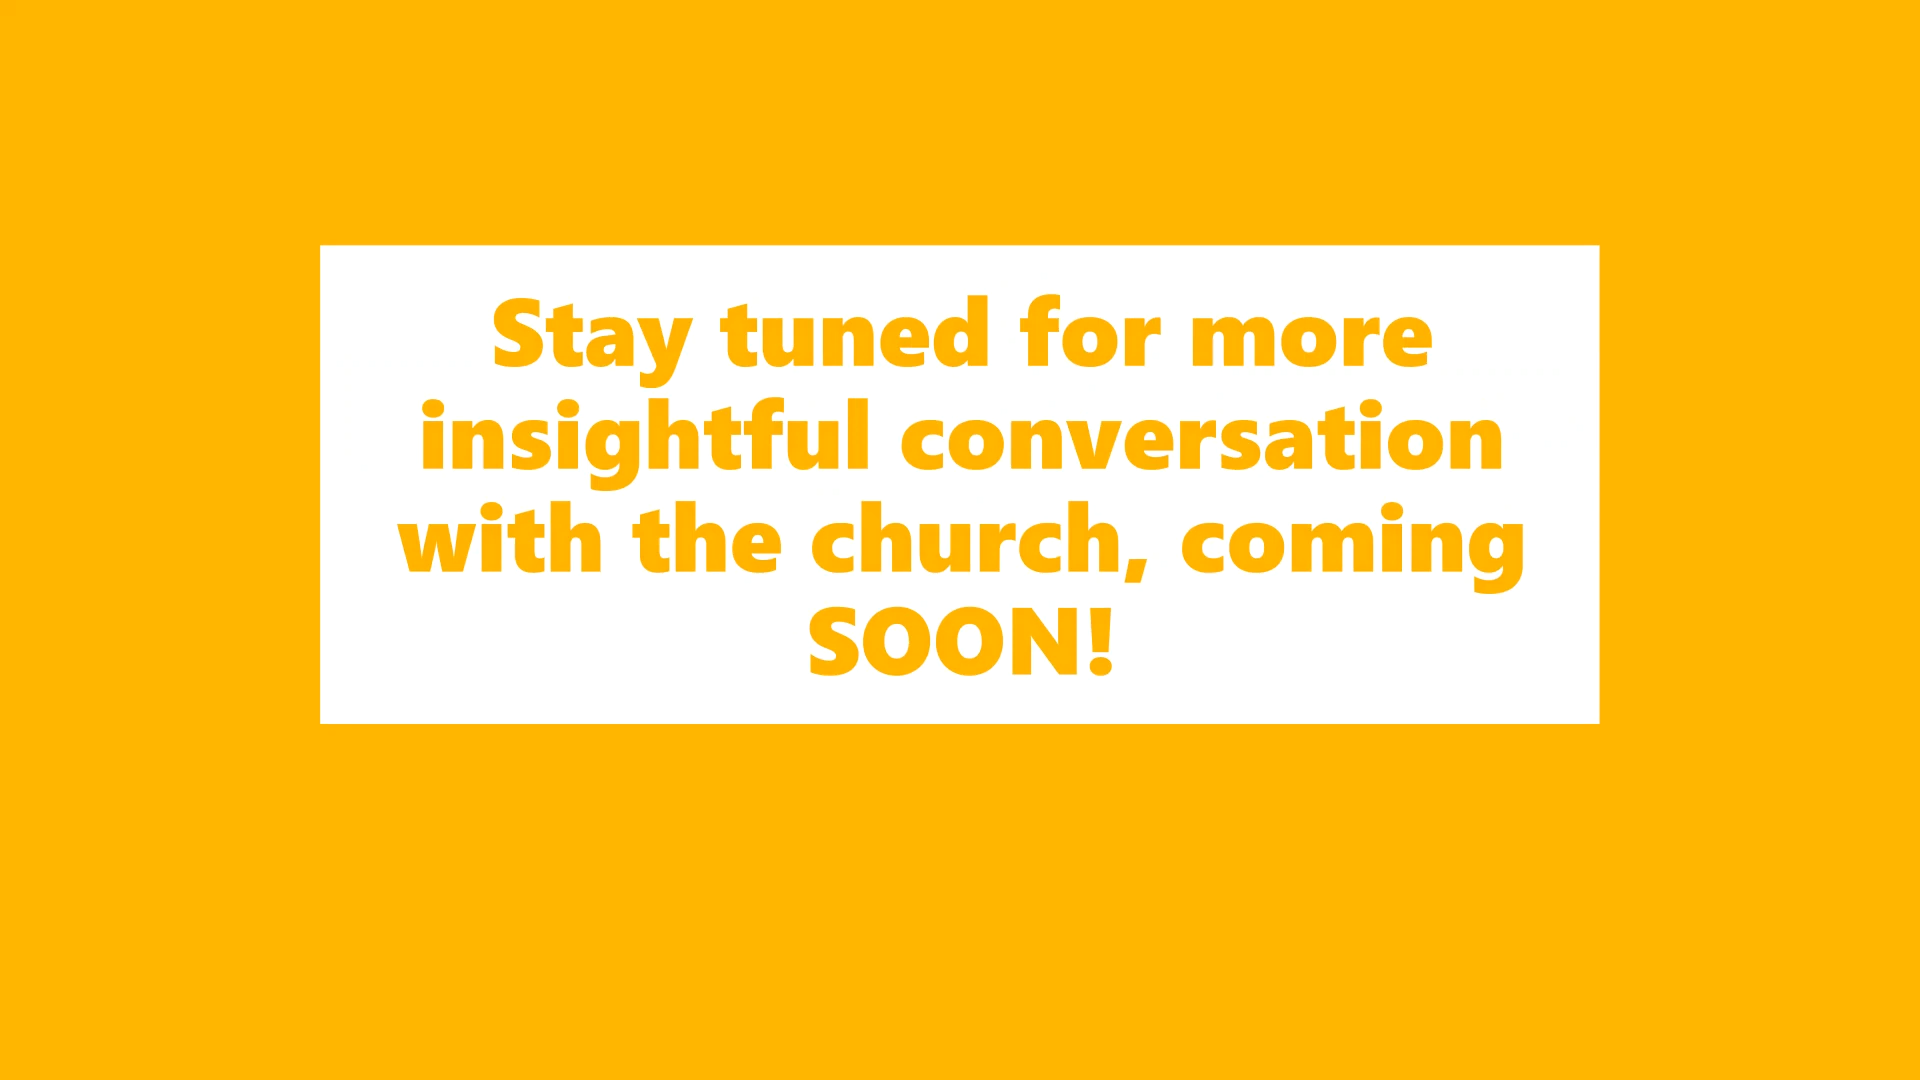 Stay tuned for more
insightful conversation
with the church, coming
SOON!